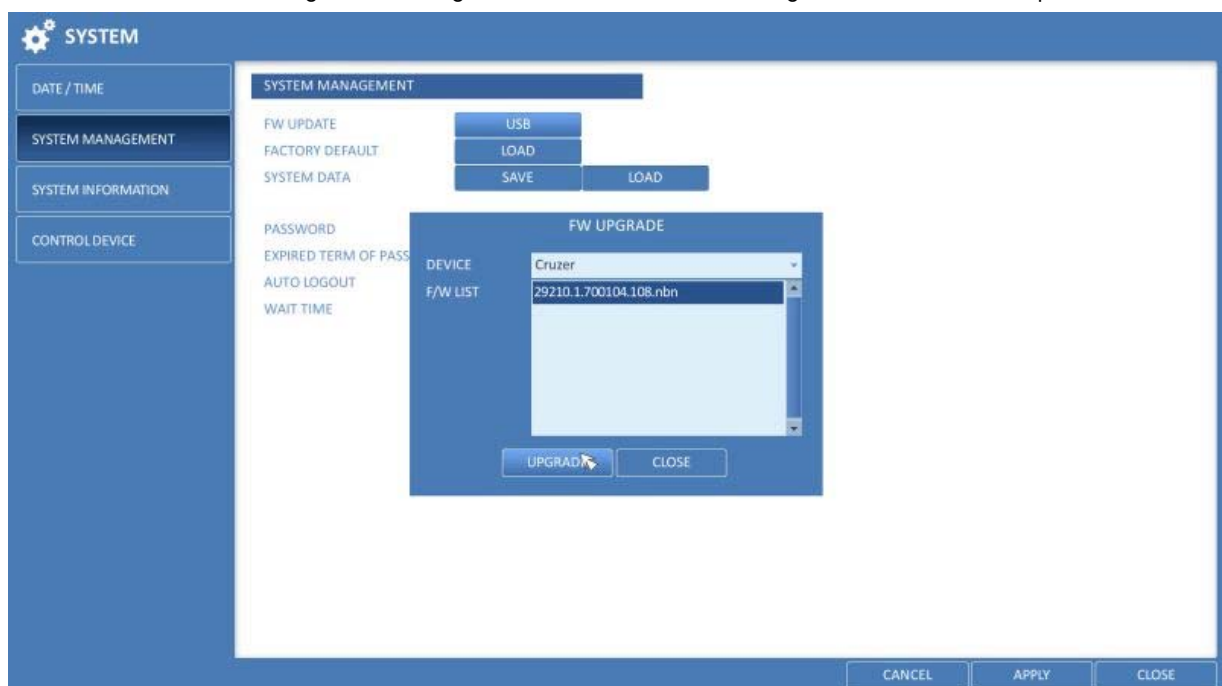 SYSTEM
DATE / TIME
SYSTEM MANAGEMENT
SYSTEM INFORMATION
CONTROL DEVICE
SYSTEM MANAGEMENT
FW UPDATE USB
FACTORY DEFAULT LOAD
SYSTEM DATA SAVE LOAD
PASSWORD
EXPIRED TERM OF PASS
AUTO LOGOUT
WAIT TIME
FW UPGRADE
DEVICE Cruzer
F/W LIST 29210.1.700104.108.nbn
UPGRAD CLOSE
CANCEL APPLY CLOSE